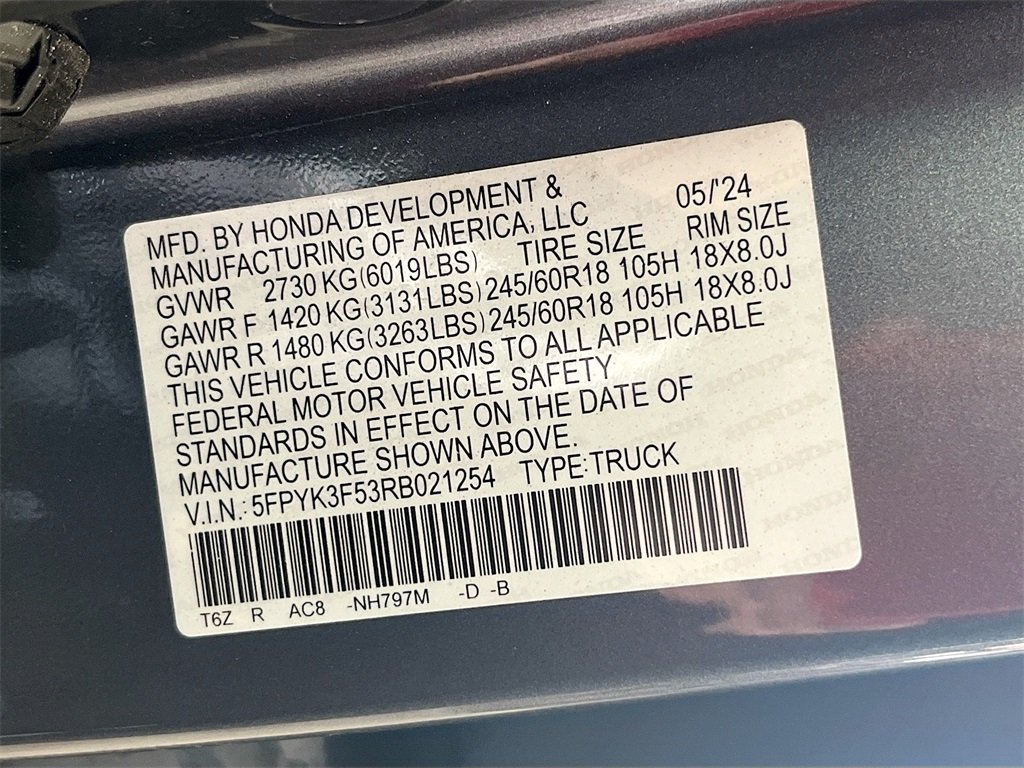 MFD. BY HONDA DEVELOPMENT & 05/'24
MANUFACTURING OF AMERICA, LLC
GVWR 2730 KG(6019LBS) TIRE SIZE RIM SIZE
GAWR F 1420 KG(3131LBS) 245/60R18 105H 18X8.0J
GAWR R 1480 KG(3263LBS) 245/60R18 105H 18X8.0J
THIS VEHICLE CONFORMS TO ALL APPLICABLE
FEDERAL MOTOR VEHICLE SAFETY
STANDARDS IN EFFECT ON THE DATE OF
MANUFACTURE SHOWN ABOVE.
V.I.N.: 5FPYK3F53RB021254 TYPE:TRUCK
T6Z R AC8 -NH797M -D -B